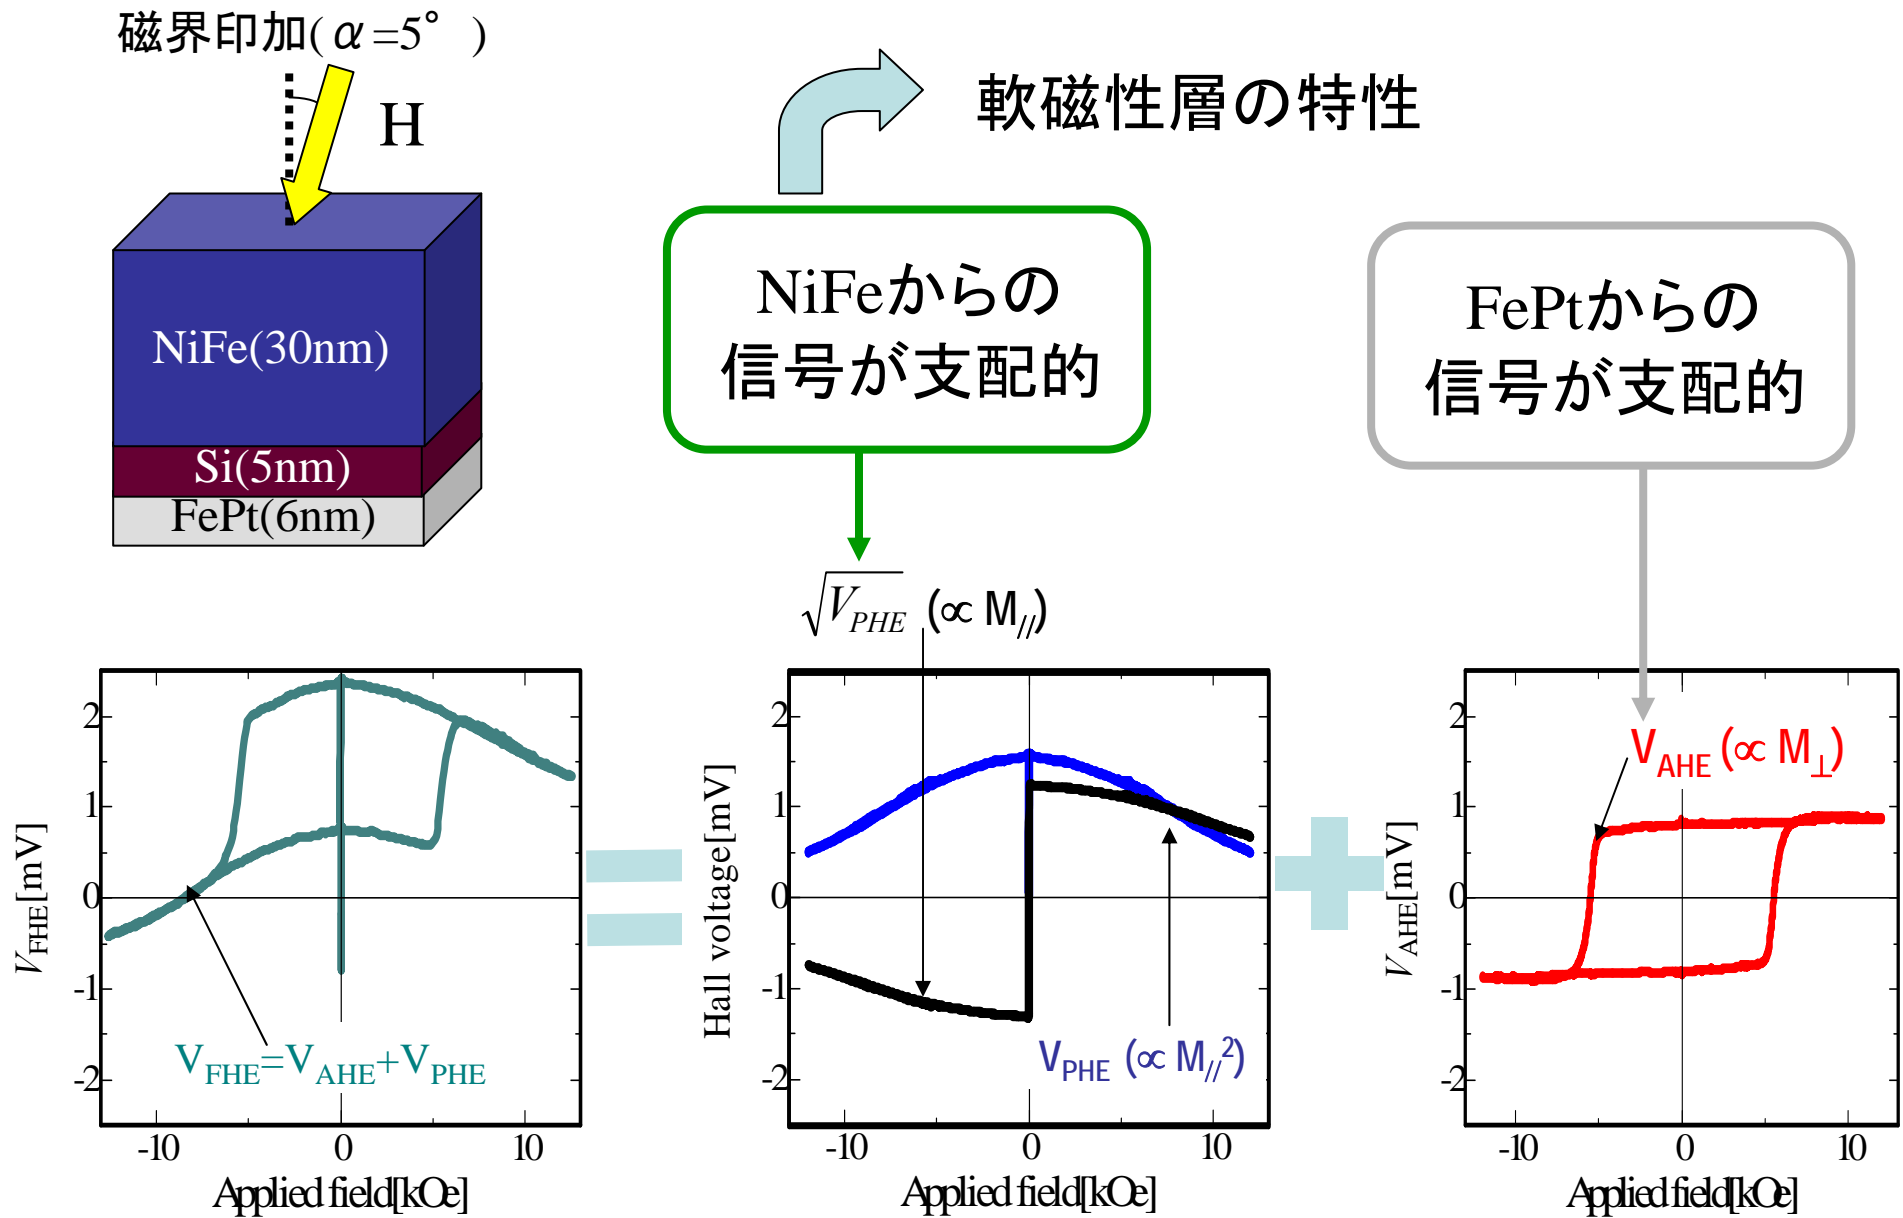 磁界印加(α=5°)
H
NiFe(30nm)
Si(5nm)
FePt(6nm)
軟磁性層の特性
NiFeからの
信号が支配的
FePtからの
信号が支配的
√V_PHE (∝ M_//)
2
1
0
-1
-2
-10
0
10
V_FHE[mV]
Applied field[kOe]
V_FHE=V_AHE+V_PHE
2
1
0
-1
-2
-10
0
10
Hall voltage[mV]
Applied field[kOe]
V_PHE (∝ M_//²)
2
1
0
-1
-2
-10
0
10
V_AHE[mV]
Applied field[kOe]
V_AHE (∝ M_⊥)